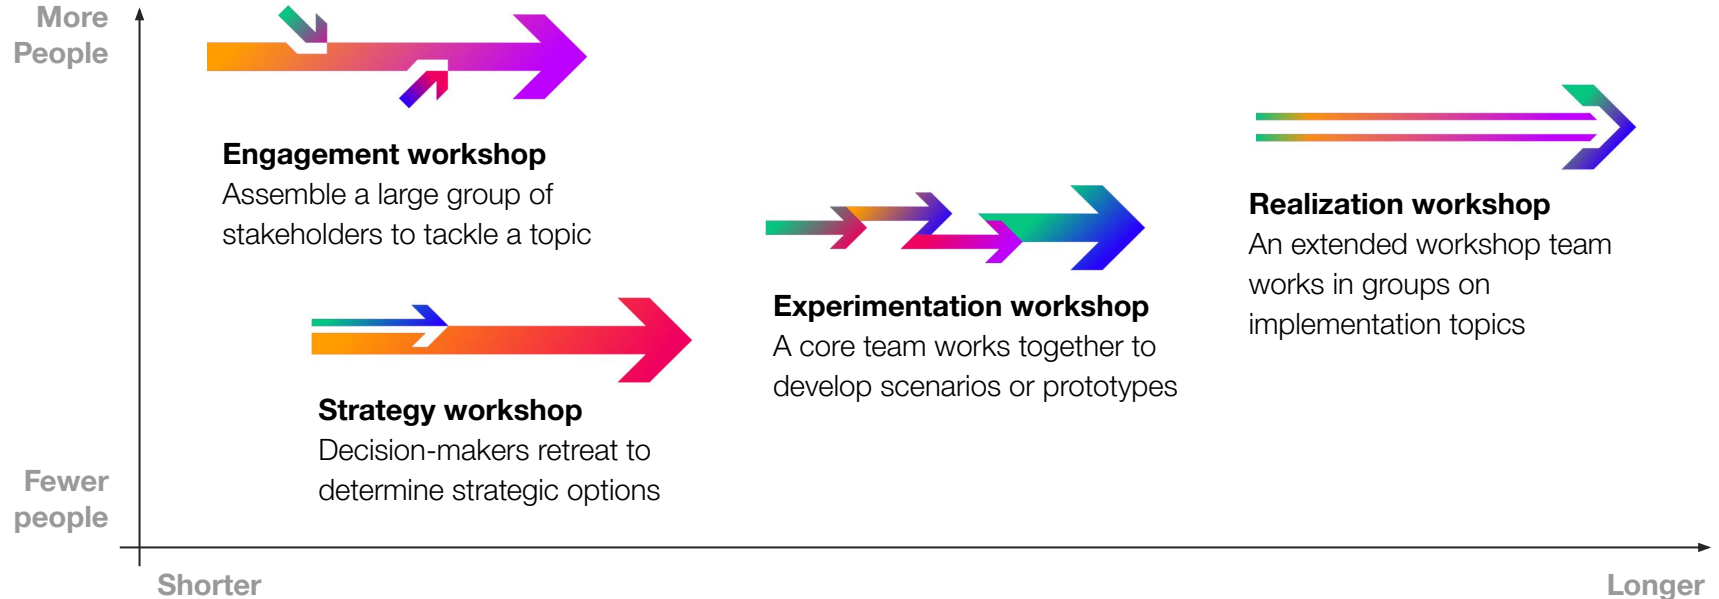 More
People
Engagement workshop
Assemble a large group of
stakeholders to tackle a topic
Strategy workshop
Decision-makers retreat to
determine strategic options
Experimentation workshop
A core team works together to
develop scenarios or prototypes
Realization workshop
An extended workshop team
works in groups on
implementation topics
Fewer
people
Shorter
Longer